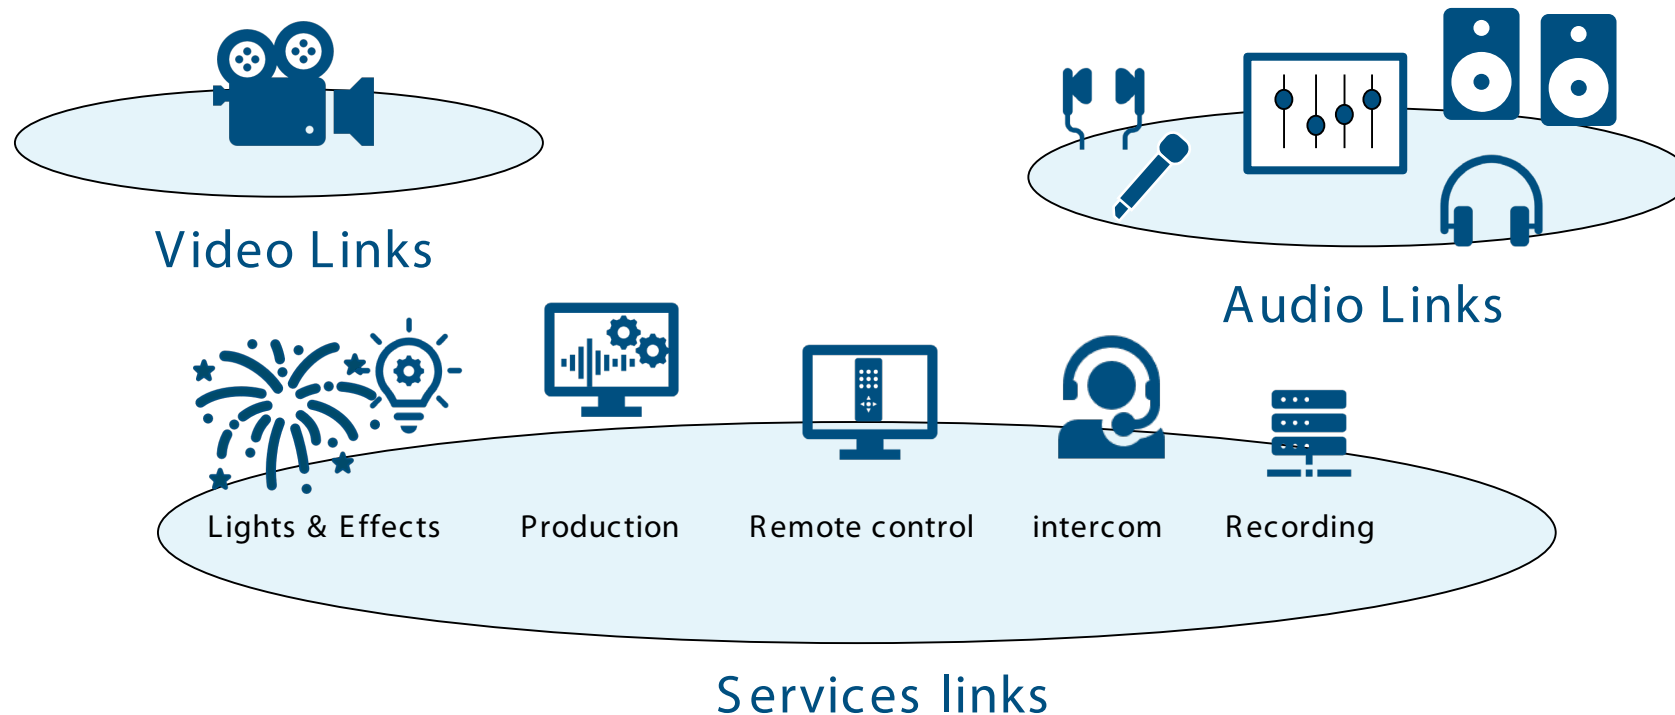 Video Links
Audio Links
Lights & Effects
Production
Remote control
intercom
Recording
Services links